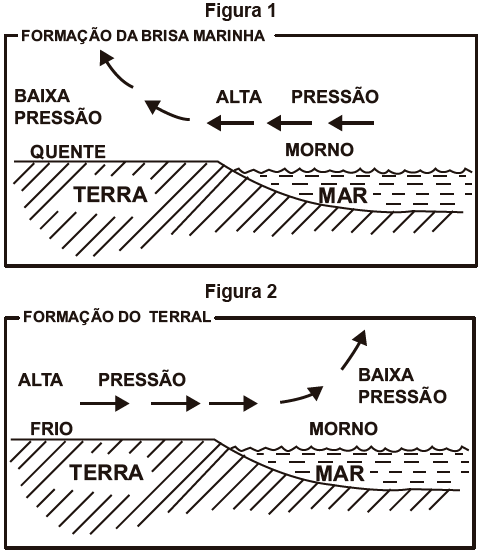 Figura 1
FORMAÇÃO DA BRISA MARINHA
BAIXA
PRESSÃO
ALTA PRESSÃO
QUENTE
MORNO
TERRA
MAR
Figura 2
FORMAÇÃO DO TERRAL
ALTA PRESSÃO
BAIXA
PRESSÃO
FRIO
MORNO
TERRA
MAR